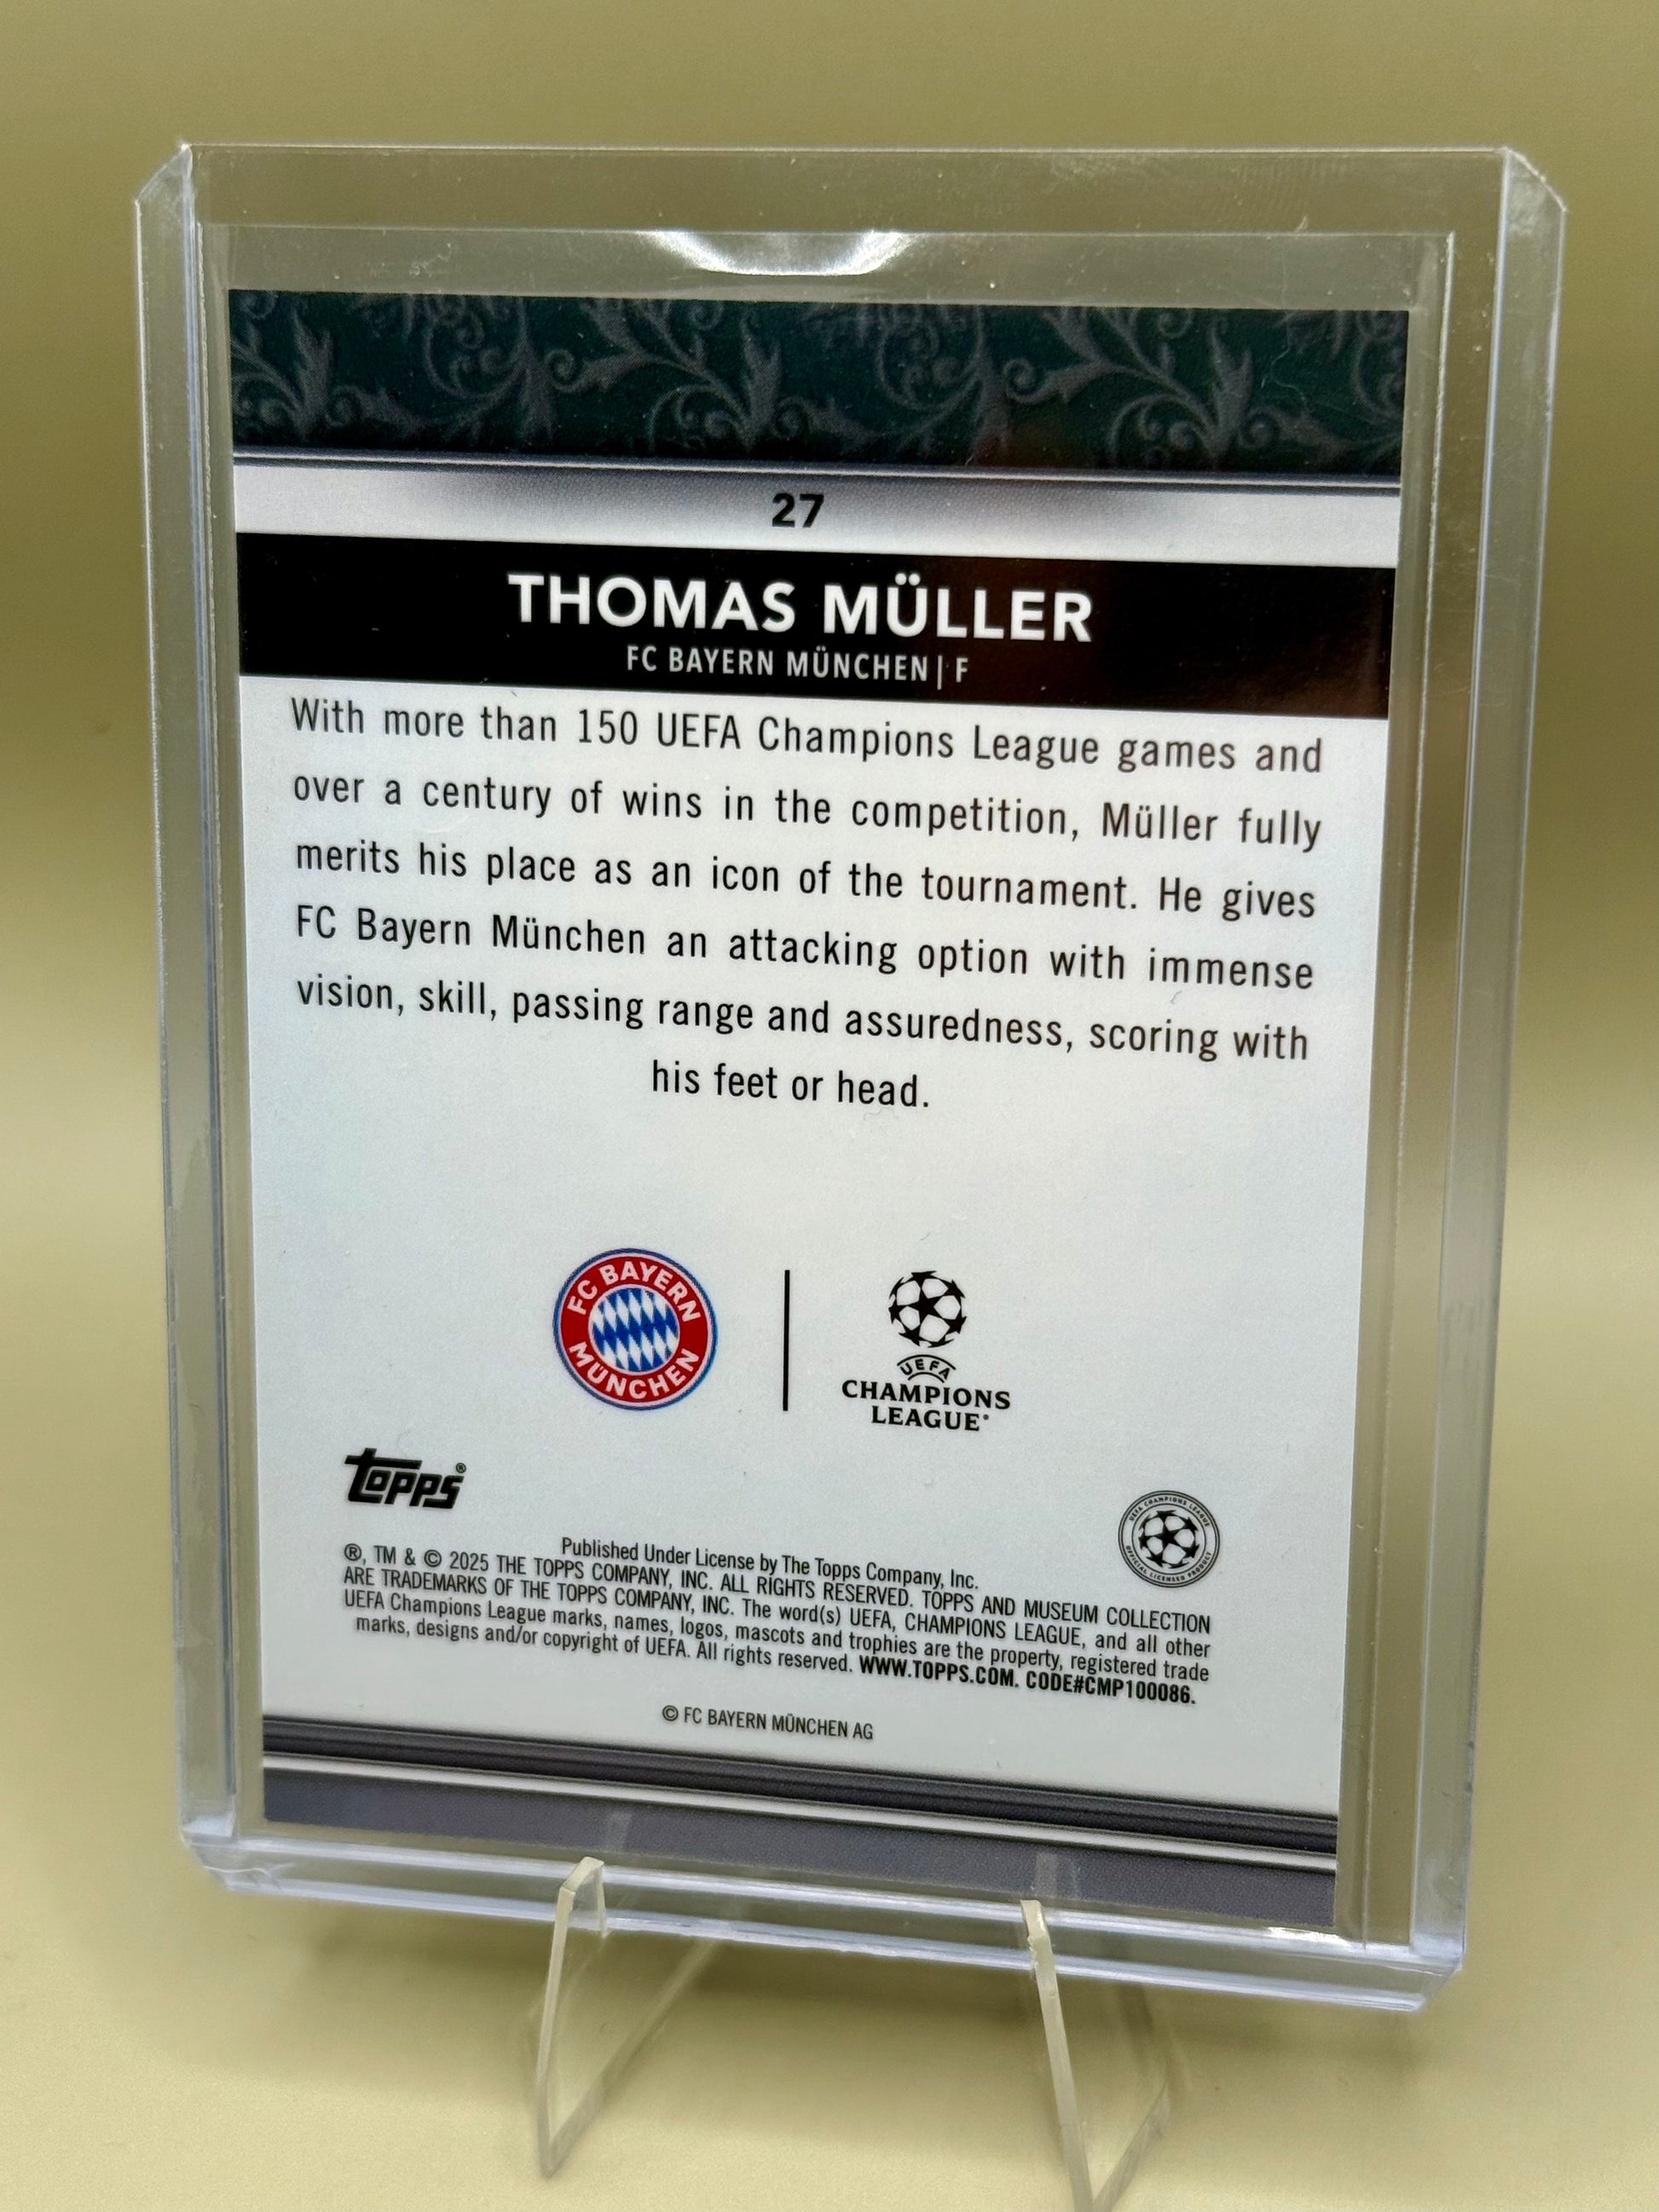 27
THOMAS MÜLLER
FC BAYERN MÜNCHEN | F
With more than 150 UEFA Champions League games and
over a century of wins in the competition, Müller fully
merits his place as an icon of the tournament. He gives
FC Bayern München an attacking option with immense
vision, skill, passing range and assuredness, scoring with
his feet or head.
FC BAYERN
MÜNCHEN
UEFA
CHAMPIONS
LEAGUE®
topps®
UEFA CHAMPIONS LEAGUE
OFFICIAL LICENSED PRODUCT
Published Under License by The Topps Company, Inc.
®, TM & © 2025 THE TOPPS COMPANY, INC. ALL RIGHTS RESERVED. TOPPS AND MUSEUM COLLECTION
ARE TRADEMARKS OF THE TOPPS COMPANY, INC. The word(s) UEFA, CHAMPIONS LEAGUE, and all other
UEFA Champions League marks, names, logos, mascots and trophies are the property, registered trade
marks, designs and/or copyright of UEFA. All rights reserved. WWW.TOPPS.COM. CODE#CMP100086.
© FC BAYERN MÜNCHEN AG